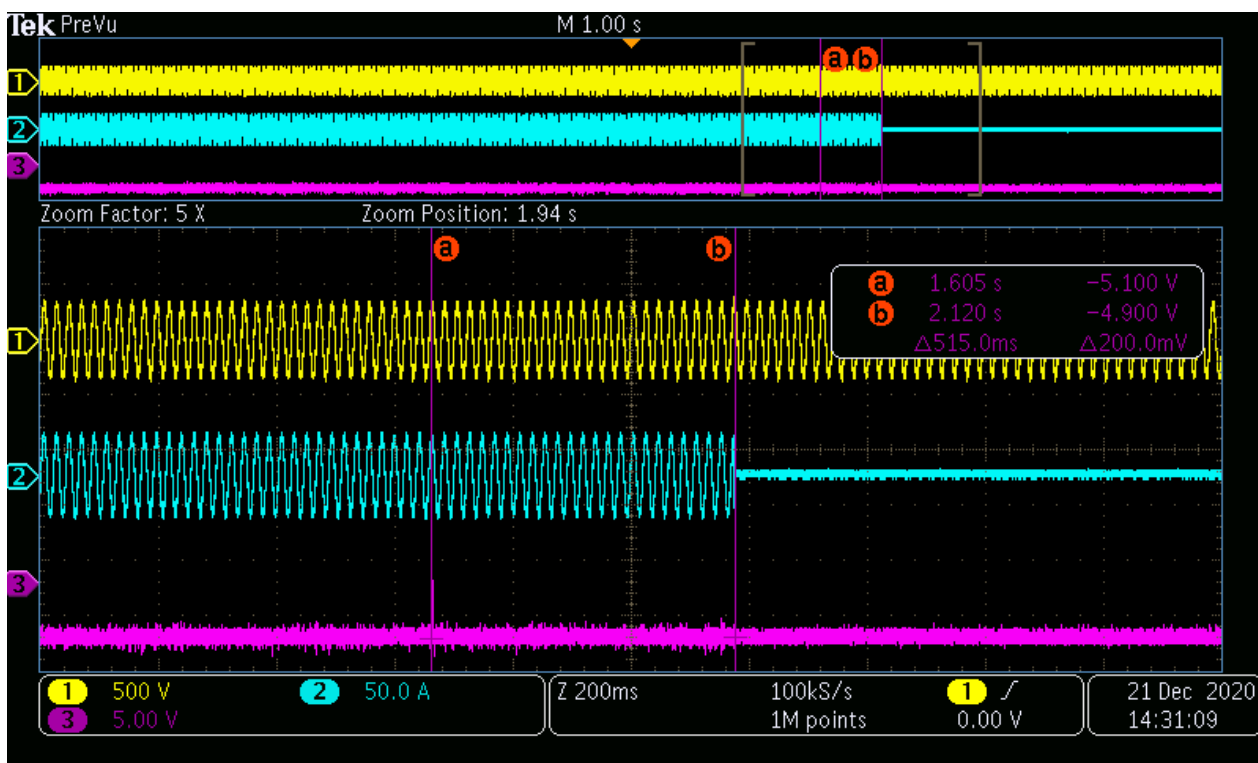 Tek PreVu M 1.00 s
a b
1
2
3
Zoom Factor: 5 X Zoom Position: 1.94 s
a b
a 1.605 s −5.100 V
b 2.120 s −4.900 V
△515.0ms △200.0mV
1
2
3
1 500 V 2 50.0 A Z 200ms 100kS/s 1 21 Dec 2020
3 5.00 V 1M points 0.00 V 14:31:09